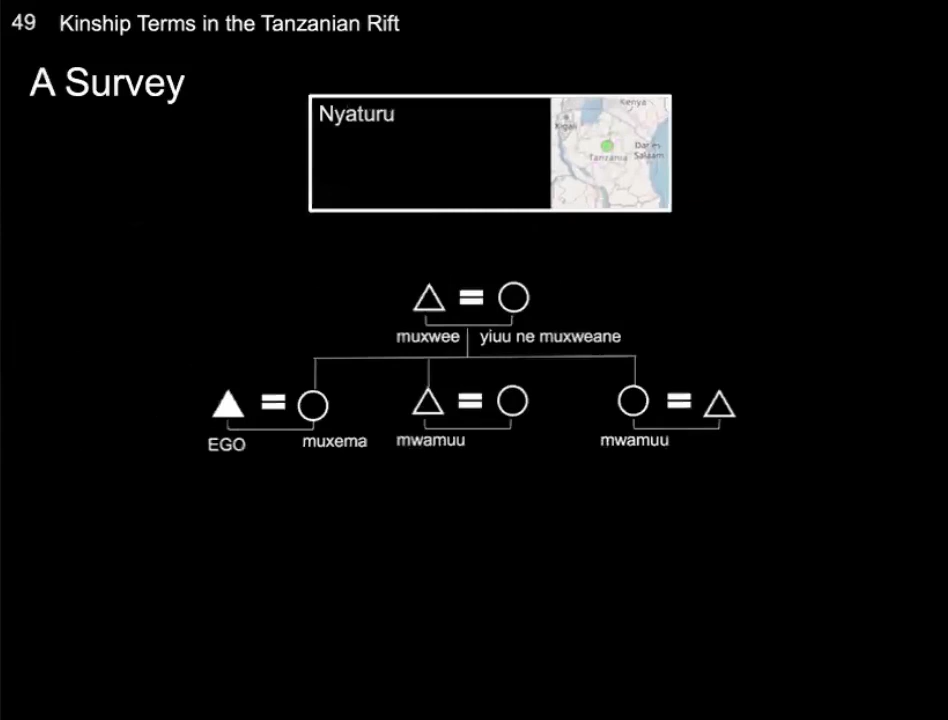 49 Kinship Terms in the Tanzanian Rift
A Survey
Nyaturu
Kenya
Kigali
Dar es
Salaam
Tanzania
muxwee yiuu ne muxweane
EGO muxema mwamuu mwamuu